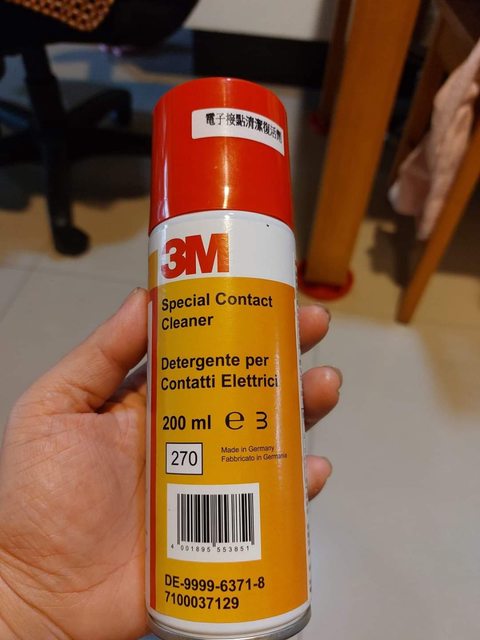 電子接點清潔復活劑
3M
Special Contact
Cleaner
Detergente per
Contatti Elettrici
200 ml ℮ 3
270
Made in Germany
Fabbricato in Germania
4 001895 553851
DE-9999-6371-8
7100037129